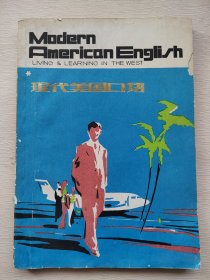 Modern
American English
LIVING & LEARNING IN THE WEST
现代美国口语